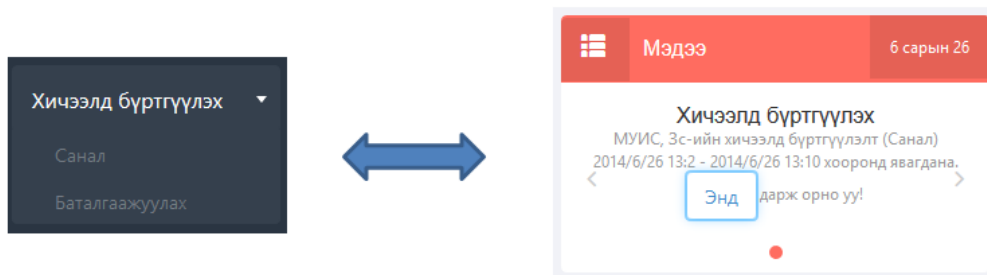 Хичээлд бүртгүүлэх
Санал
Баталгаажуулах
Мэдээ
6 сарын 26
Хичээлд бүртгүүлэх
МУИС, 3с-ийн хичээлд бүртгүүлэлт (Санал)
2014/6/26 13:2 - 2014/6/26 13:10 хооронд явагдана.
Энд дарж орно уу!